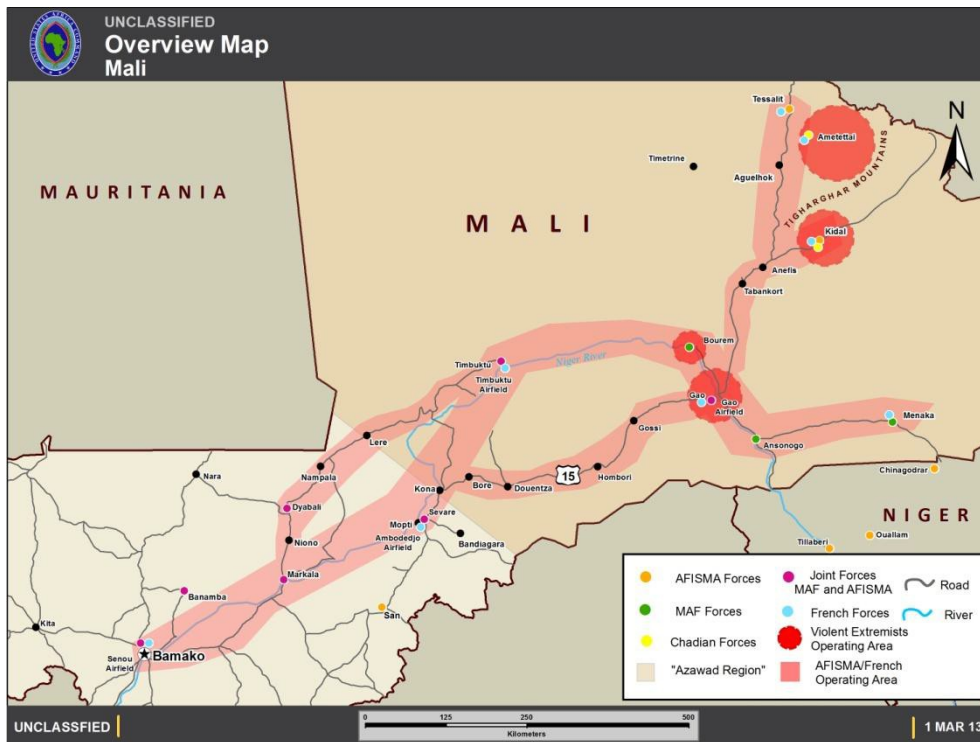 UNCLASSIFIED
Overview Map
Mali
N
MAURITANIA
MALI
NIGER
TIGHARGHAR MOUNTAINS
Tessalit
Ametettai
Timetrine
Aguelhok
Kidal
Anefis
Tabankort
Bourem
Niger River
Timbuktu
Timbuktu
Airfield
Gao
Gao
Airfield
Menaka
Gossi
Ansonogo
Lere
Chinagodrar
Nara
Nampala
Kona
Bore
Douentza
15
Hombori
Dyabali
Sevare
Mopti
Ambodedjo
Airfield
Bandiagara
Niono
Ouallam
Tillaberi
Markala
Banamba
San
Kita
Senou
Airfield
Bamako
AFISMA Forces
MAF Forces
Chadian Forces
"Azawad Region"
Joint Forces
MAF and AFISMA
French Forces
Violent Extremists
Operating Area
AFISMA/French
Operating Area
Road
River
UNCLASSFIED
0 125 250 500
Kilometers
1 MAR 13